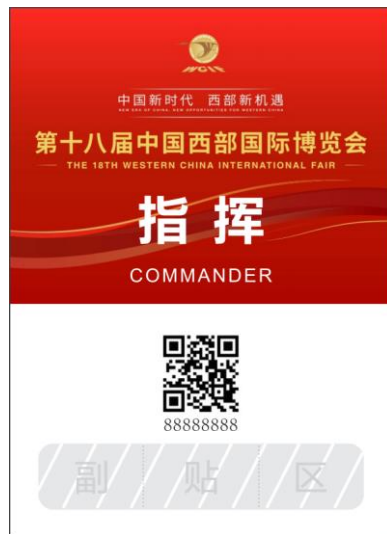 WCIF
中国新时代 西部新机遇
NEW ERA OF CHINA, NEW OPPORTUNITIES FOR WESTERN CHINA
第十八届中国西部国际博览会
THE 18TH WESTERN CHINA INTERNATIONAL FAIR
指挥
COMMANDER
88888888
副 贴 区